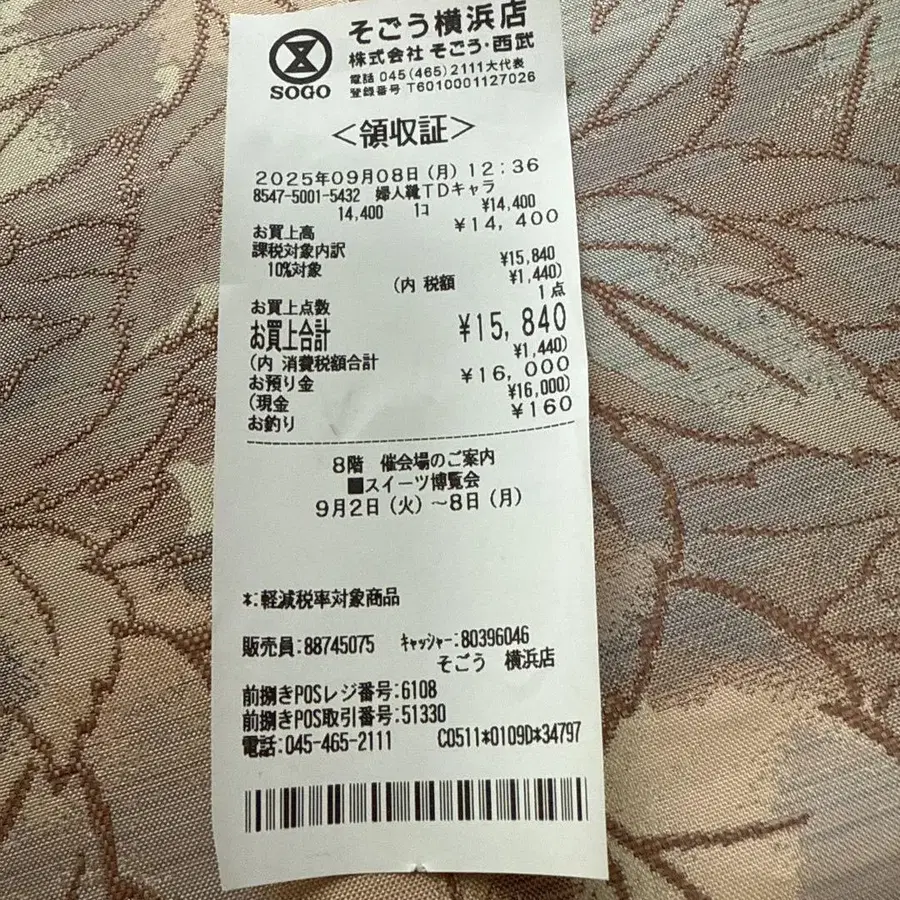 そごう横浜店
株式会社 そごう・西武
電話 045(465)2111大代表
登録番号 T6010001127026
SOGO
<領収証>
2025年09月08日(月) 12:36
8547-5001-5432 婦人靴TDキャラ
14,400 1コ ¥14,400
お買上高 ¥14,400
課税対象内訳
10%対象 ¥15,840
(内 税額 ¥1,440)
お買上点数 1点
お買上合計 ¥15,840
(内 消費税額合計 ¥1,440)
お預り金 ¥16,000
(現金 ¥16,000)
お釣り ¥160
8階 催会場のご案内
■スイーツ博覧会
9月2日(火)~8日(月)
*:軽減税率対象商品
販売員:88745075 キャッシャー:80396046
そごう 横浜店
前捌きPOSレジ番号:6108
前捌きPOS取引番号:51330
電話:045-465-2111 C0511*0109D*34797